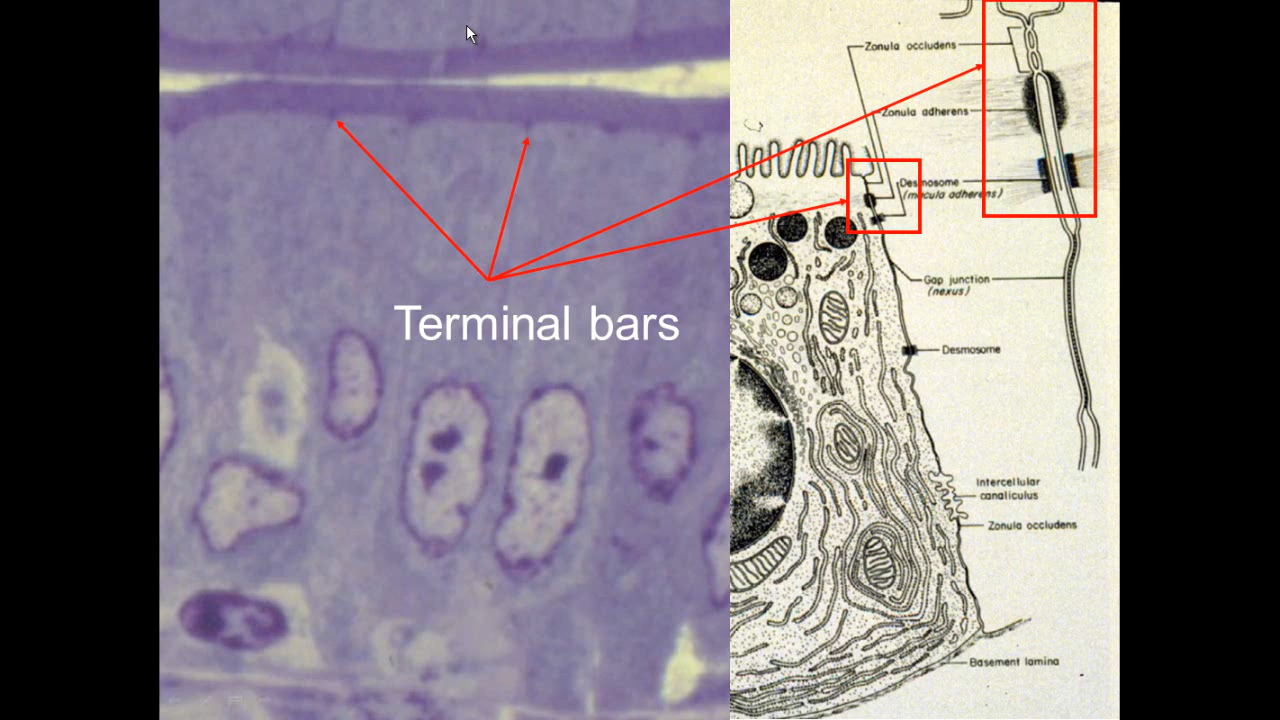 Terminal bars
Zonula occludens
Zonula adherens
Desmosome
(macula adherens)
Gap junction
(nexus)
Desmosome
Intercellular
canaliculus
Zonula occludens
Basement lamina